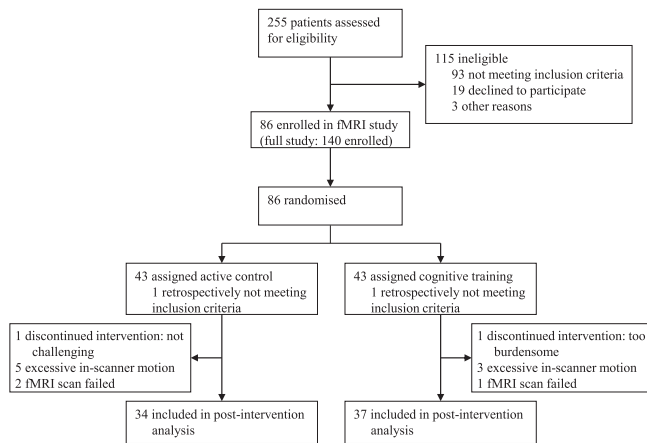 255 patients assessed
for eligibility
115 ineligible
93 not meeting inclusion criteria
19 declined to participate
3 other reasons
86 enrolled in fMRI study
(full study: 140 enrolled)
86 randomised
43 assigned active control
1 retrospectively not meeting
inclusion criteria
43 assigned cognitive training
1 retrospectively not meeting
inclusion criteria
1 discontinued intervention: not
challenging
5 excessive in-scanner motion
2 fMRI scan failed
1 discontinued intervention: too
burdensome
3 excessive in-scanner motion
1 fMRI scan failed
34 included in post-intervention
analysis
37 included in post-intervention
analysis